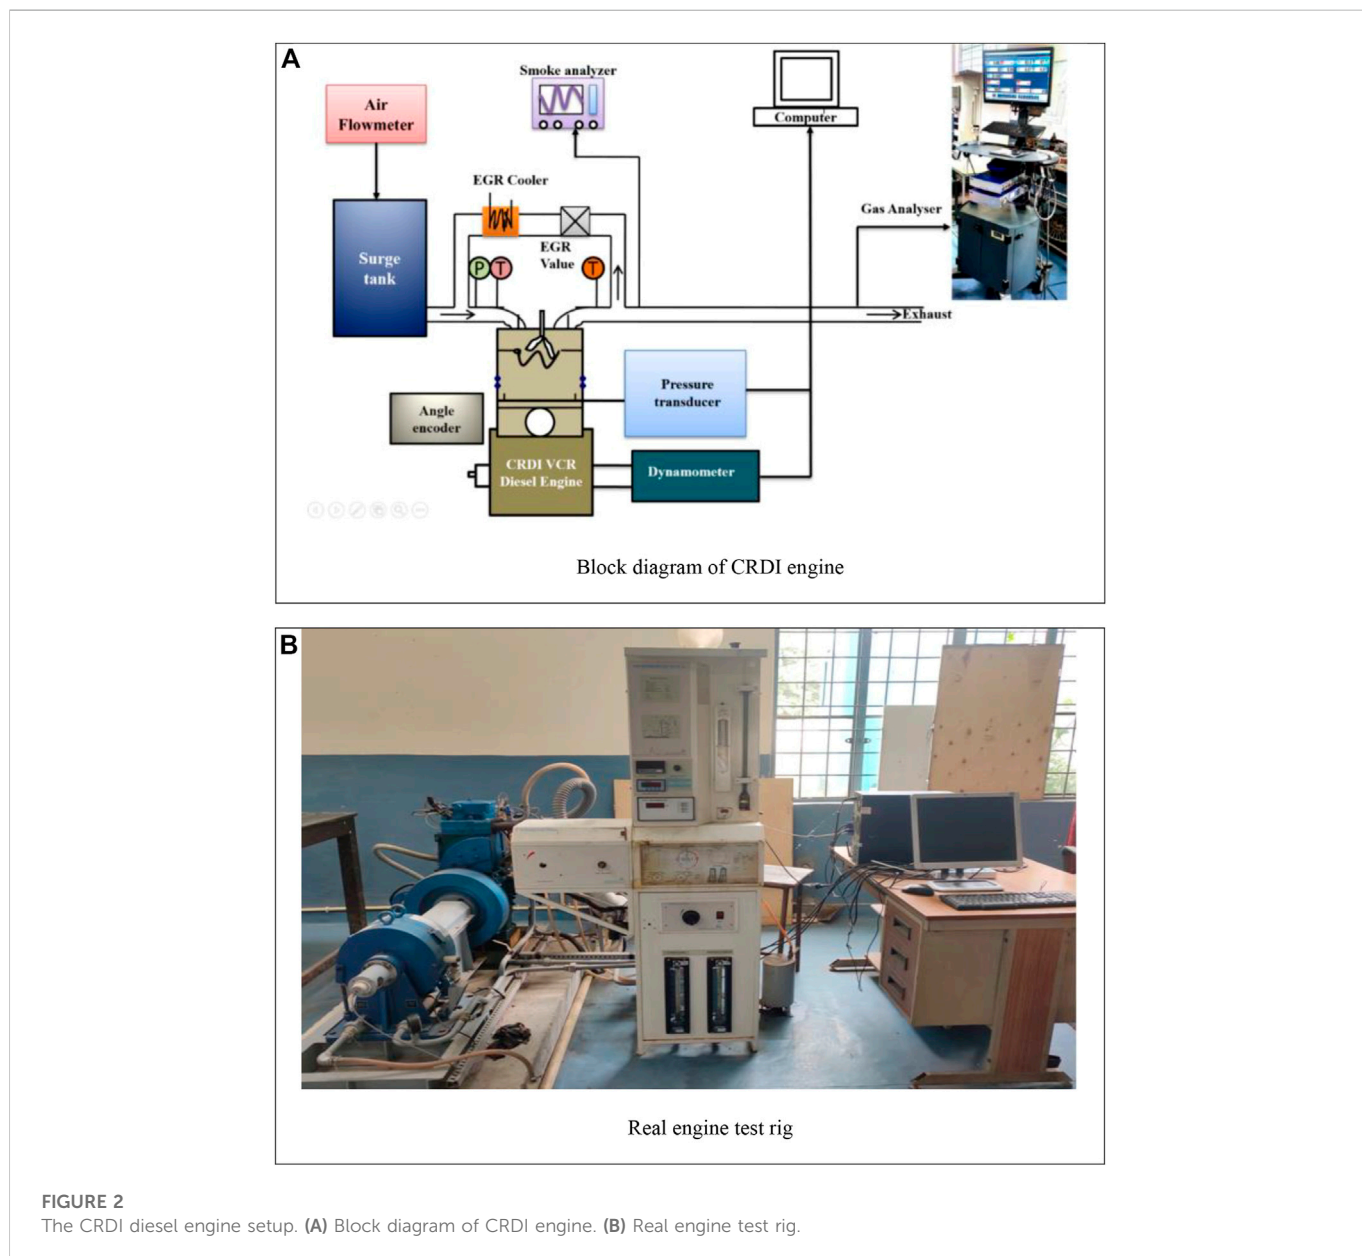 A
Smoke analyzer
Air
Flowmeter
Computer
EGR Cooler
Gas Analyser
EGR
Value
Surge
tank
P
T
T
Exhaust
Pressure
transducer
Angle
encoder
CRDI VCR
Diesel Engine
Dynamometer
Block diagram of CRDI engine
B
Real engine test rig
FIGURE 2
The CRDI diesel engine setup. (A) Block diagram of CRDI engine. (B) Real engine test rig.